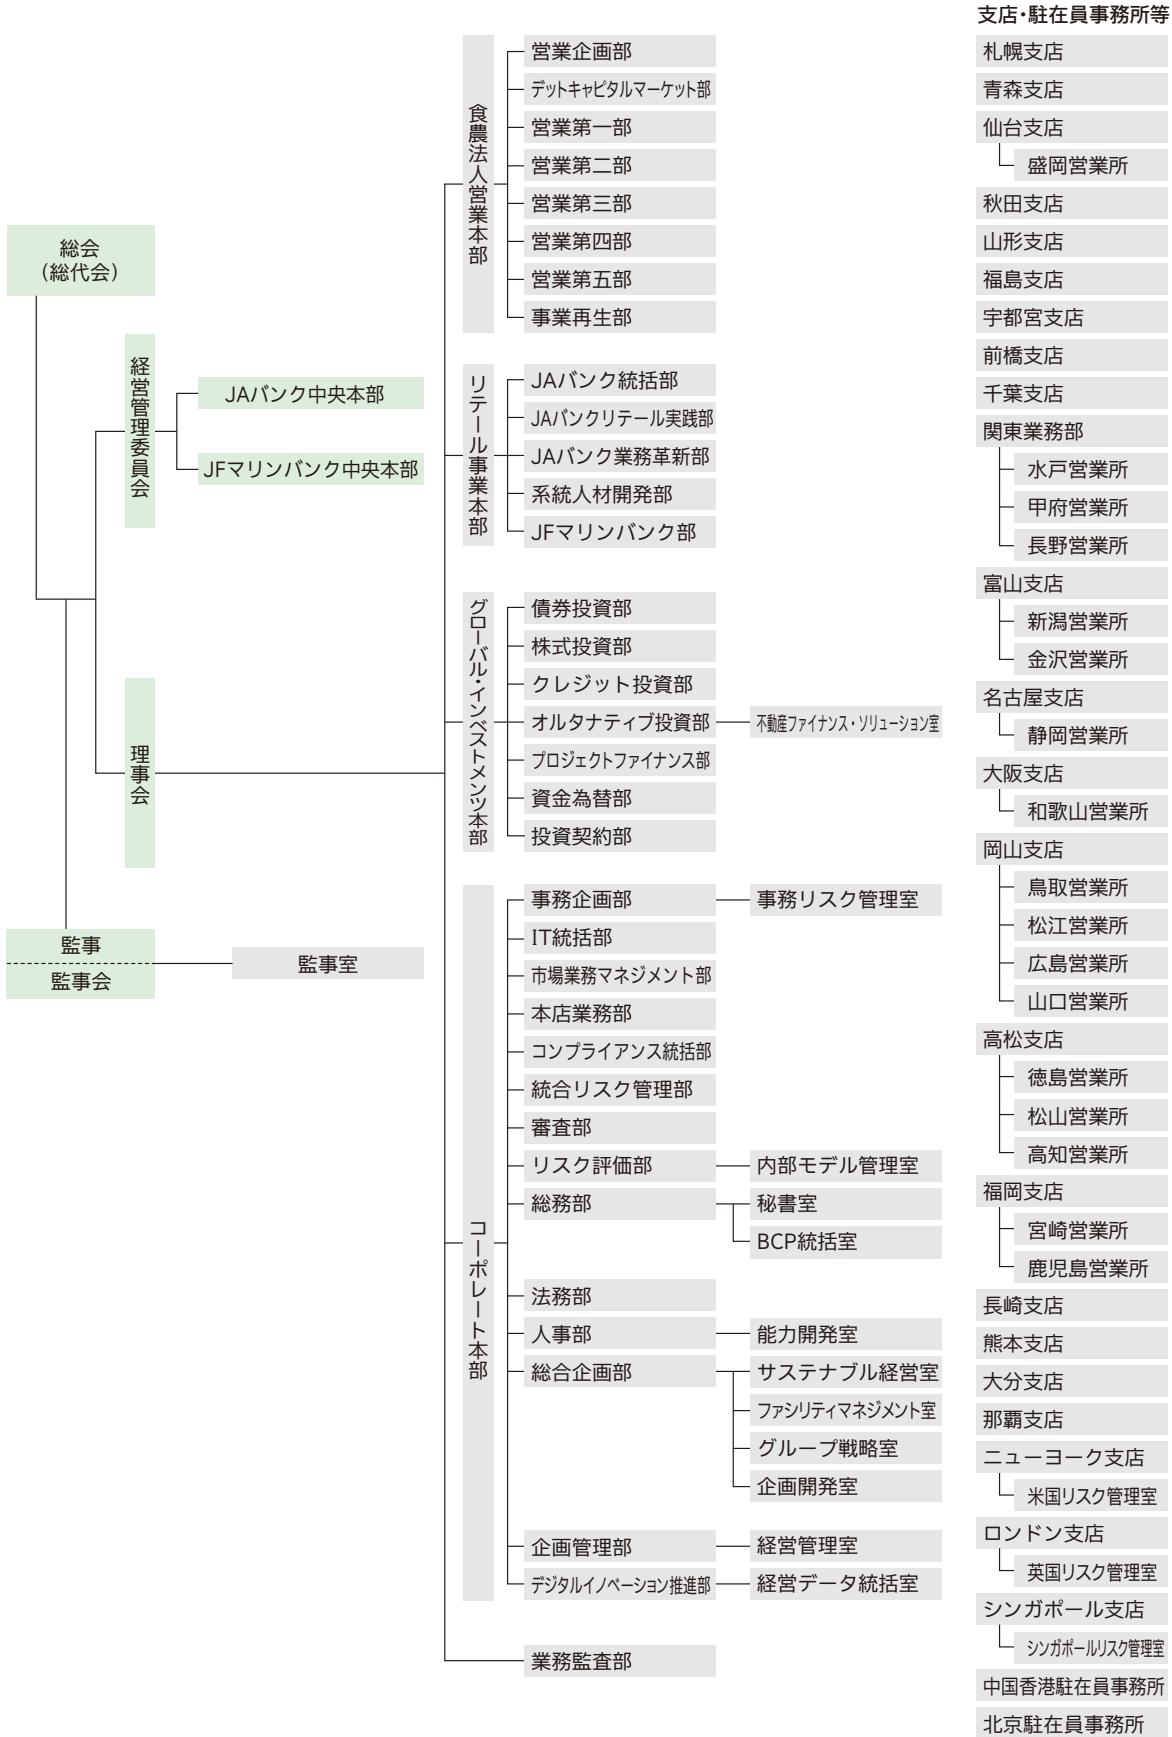 総会
（総代会）
経営管理委員会
JAバンク中央本部
JFマリンバンク中央本部
理事会
監事
監事会
監事室
食農法人営業本部
営業企画部
デットキャピタルマーケット部
営業第一部
営業第二部
営業第三部
営業第四部
営業第五部
事業再生部
リテール事業本部
JAバンク統括部
JAバンクリテール実践部
JAバンク業務革新部
系統人材開発部
JFマリンバンク部
グローバル・インベストメンツ本部
債券投資部
株式投資部
クレジット投資部
オルタナティブ投資部
不動産ファイナンス・ソリューション室
プロジェクトファイナンス部
資金為替部
投資契約部
コーポレート本部
事務企画部
事務リスク管理室
IT統括部
市場業務マネジメント部
本店業務部
コンプライアンス統括部
統合リスク管理部
審査部
リスク評価部
内部モデル管理室
総務部
秘書室
BCP統括室
法務部
人事部
能力開発室
総合企画部
サステナブル経営室
ファシリティマネジメント室
グループ戦略室
企画開発室
企画管理部
経営管理室
デジタルイノベーション推進部
経営データ統括室
業務監査部
支店・駐在員事務所等
札幌支店
青森支店
仙台支店
盛岡営業所
秋田支店
山形支店
福島支店
宇都宮支店
前橋支店
千葉支店
関東業務部
水戸営業所
甲府営業所
長野営業所
富山支店
新潟営業所
金沢営業所
名古屋支店
静岡営業所
大阪支店
和歌山営業所
岡山支店
鳥取営業所
松江営業所
広島営業所
山口営業所
高松支店
徳島営業所
松山営業所
高知営業所
福岡支店
宮崎営業所
鹿児島営業所
長崎支店
熊本支店
大分支店
那覇支店
ニューヨーク支店
米国リスク管理室
ロンドン支店
英国リスク管理室
シンガポール支店
シンガポールリスク管理室
中国香港駐在員事務所
北京駐在員事務所